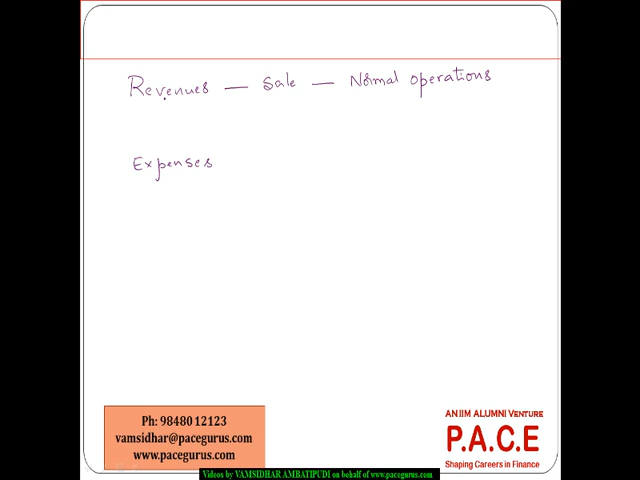 Revenues — Sale — Normal operations
Expenses
Ph: 98480 12123
vamsidhar@pacegurus.com
www.pacegurus.com
AN IIM ALUMNI VENTURE
P.A.C.E
Shaping Careers in Finance
Videos by VAMSIDHAR AMBATIPUDI on behalf of www.pacegurus.com